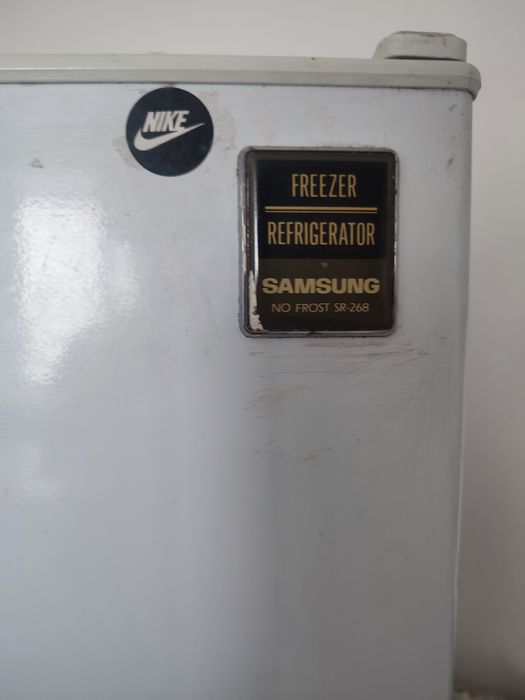 NIKE
FREEZER
REFRIGERATOR
SAMSUNG
NO FROST SR-268